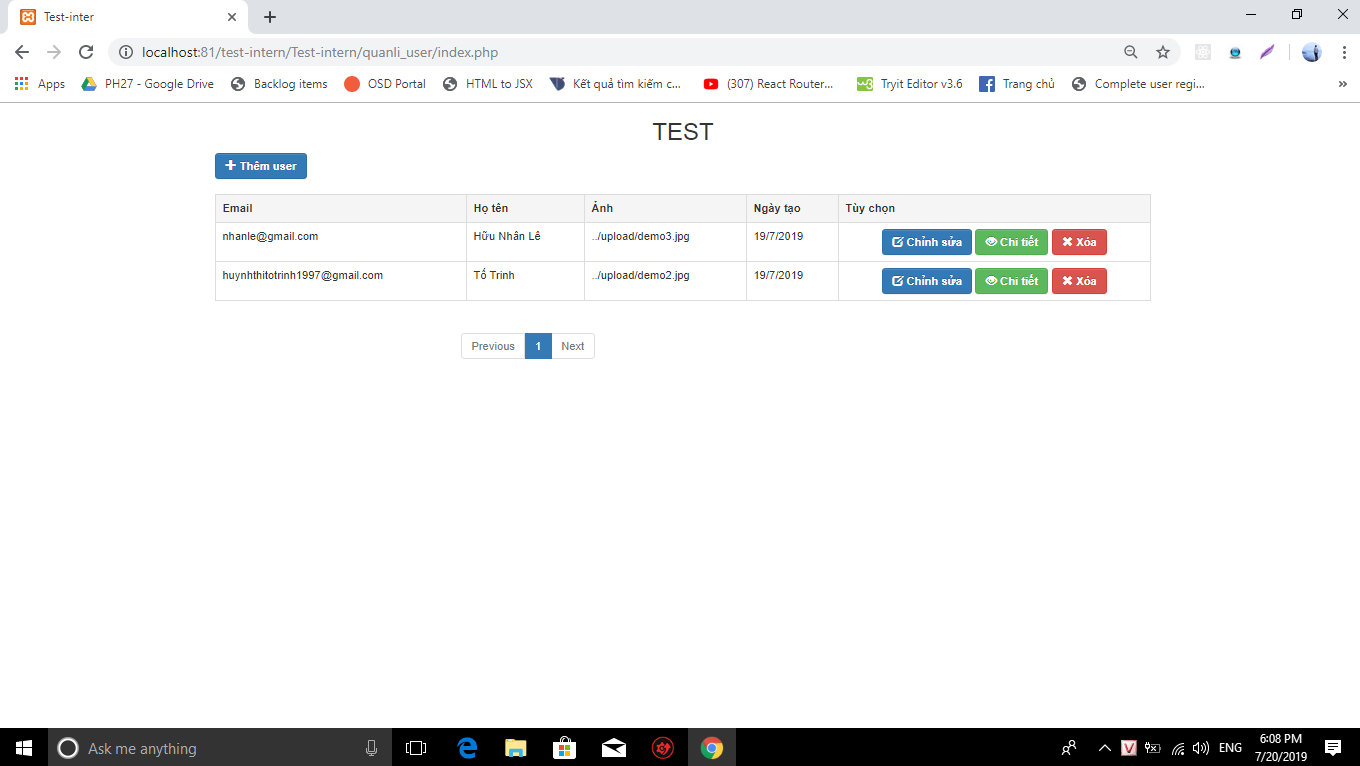 Test-inter
localhost:81/test-intern/Test-intern/quanli_user/index.php
Apps PH27 - Google Drive Backlog items OSD Portal HTML to JSX Kết quả tìm kiếm c... (307) React Router... Tryit Editor v3.6 Trang chủ Complete user regi... »
TEST
Thêm user
Email Họ tên Ảnh Ngày tạo Tùy chọn
nhanle@gmail.com Hữu Nhân Lê ../upload/demo3.jpg 19/7/2019 Chỉnh sửa Chi tiết Xóa
huynhthitotrinh1997@gmail.com Tố Trinh ../upload/demo2.jpg 19/7/2019 Chỉnh sửa Chi tiết Xóa
Previous 1 Next
Ask me anything ENG 6:08 PM
7/20/2019